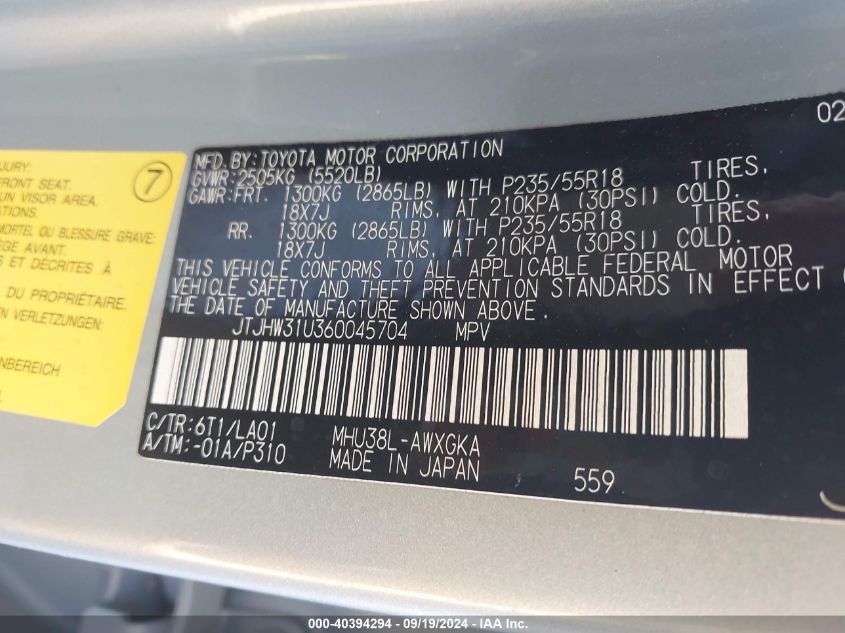 NJURY:
FRONT SEAT.
UN VISOR AREA.
ATIONS.
MORTEL OU BLESSURE GRAVE:
ÈGE AVANT.
S ET DÉCRITES À
DU PROPRIÉTAIRE.
EN VERLETZUNGEN:
NBEREICH
7
02
MFD. BY: TOYOTA MOTOR CORPORATION
GVWR: 2505KG (5520LB)
GAWR: FRT. 1300KG (2865LB) WITH P235/55R18 TIRES,
18X7J RIMS, AT 210KPA (30PSI) COLD.
RR. 1300KG (2865LB) WITH P235/55R18 TIRES,
18X7J RIMS, AT 210KPA (30PSI) COLD.
THIS VEHICLE CONFORMS TO ALL APPLICABLE FEDERAL MOTOR
VEHICLE SAFETY AND THEFT PREVENTION STANDARDS IN EFFECT
THE DATE OF MANUFACTURE SHOWN ABOVE.
JTJHW31U360045704 MPV
C/TR: 6T1/LA01 MHU38L-AWXGKA
A/TM: -01A/P310 MADE IN JAPAN 559
000-40394294 - 09/19/2024 - IAA Inc.